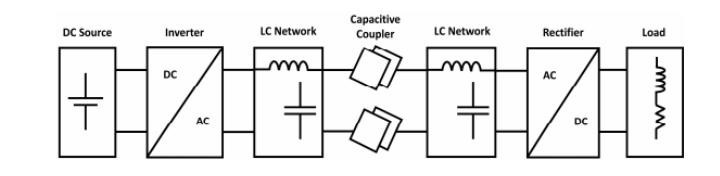 DC Source
Inverter
LC Network
Capacitive
Coupler
LC Network
Rectifier
Load
DC
AC
AC
DC